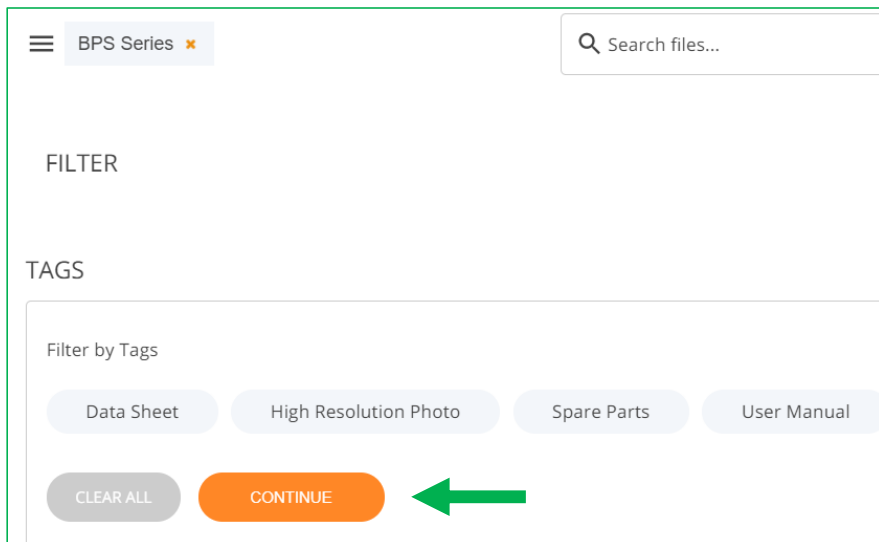 BPS Series
Search files...
FILTER
TAGS
Filter by Tags
Data Sheet High Resolution Photo Spare Parts User Manual
CLEAR ALL CONTINUE